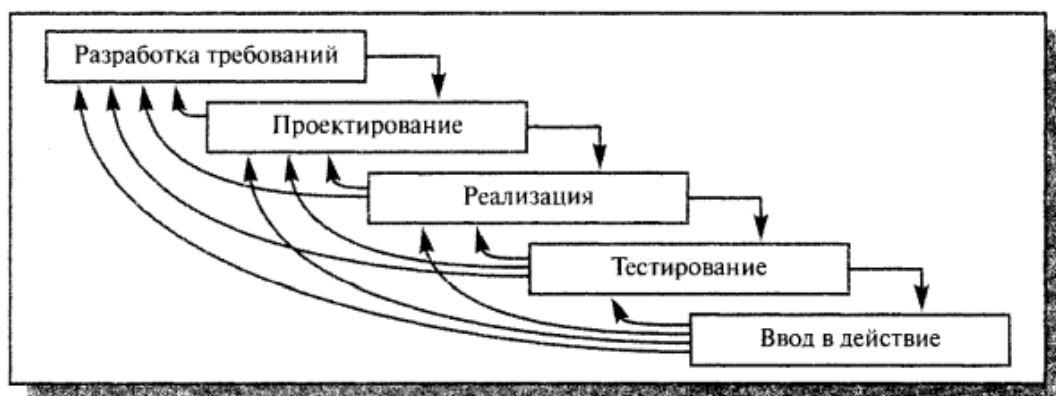 Разработка требований
Проектирование
Реализация
Тестирование
Ввод в действие